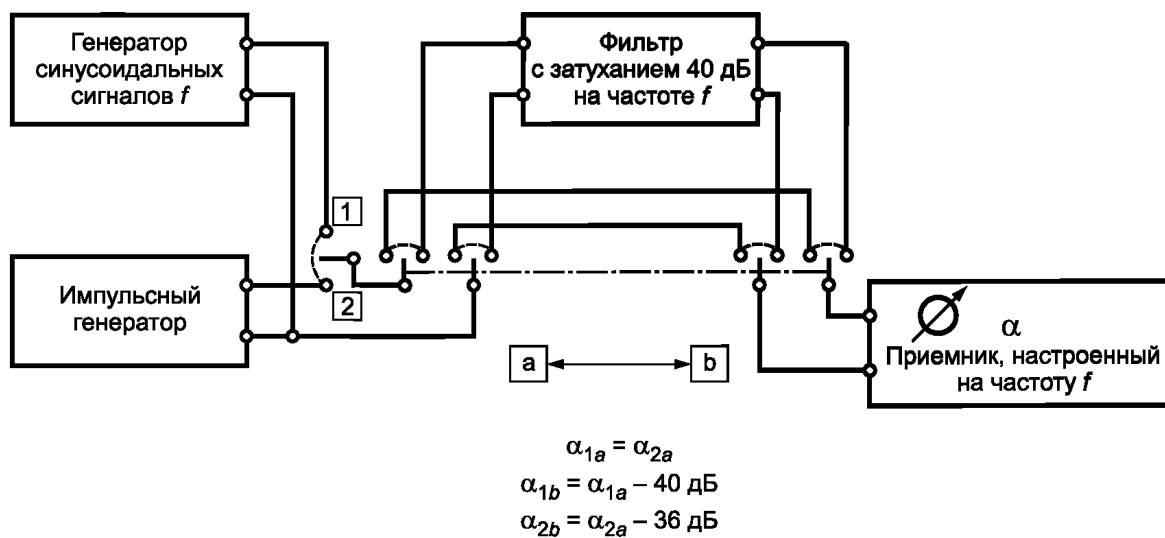 Генератор
синусоидальных
сигналов f
Фильтр
с затуханием 40 дБ
на частоте f
1
2
Импульсный
генератор
a
b
α
Приемник, настроенный
на частоту f
α1a = α2a
α1b = α1a – 40 дБ
α2b = α2a – 36 дБ